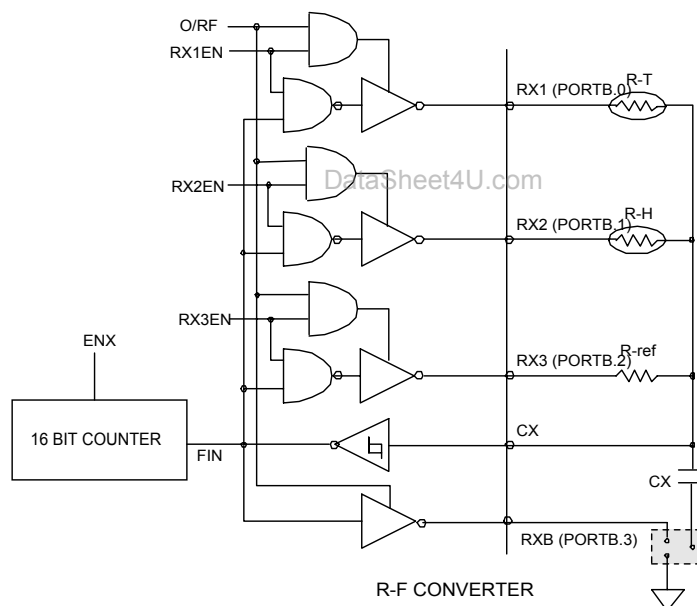 O/RF
RX1EN
R-T
RX1 (PORTB.0)
DataSheet4U.com
RX2EN
R-H
RX2 (PORTB.1)
RX3EN
ENX
R-ref
RX3 (PORTB.2)
16 BIT COUNTER
FIN
CX
CX
RXB (PORTB.3)
R-F CONVERTER